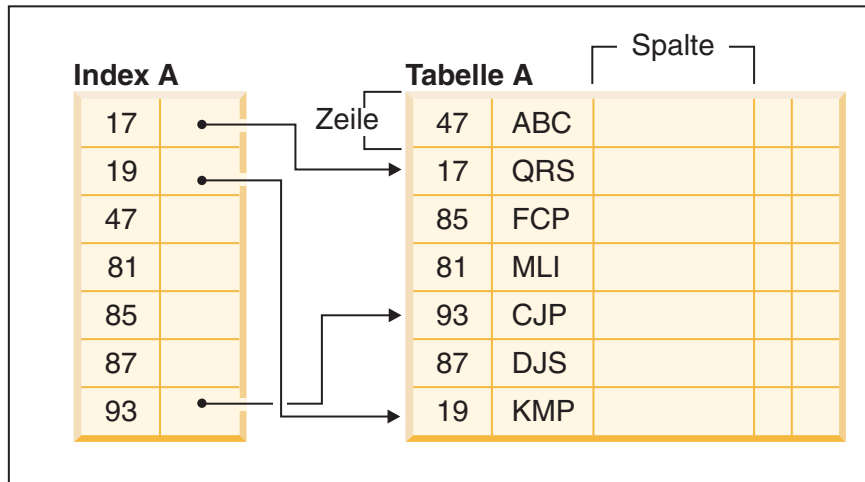 Spalte
Index A
Tabelle A
Zeile
17
19
47
81
85
87
93
47 ABC
17 QRS
85 FCP
81 MLI
93 CJP
87 DJS
19 KMP